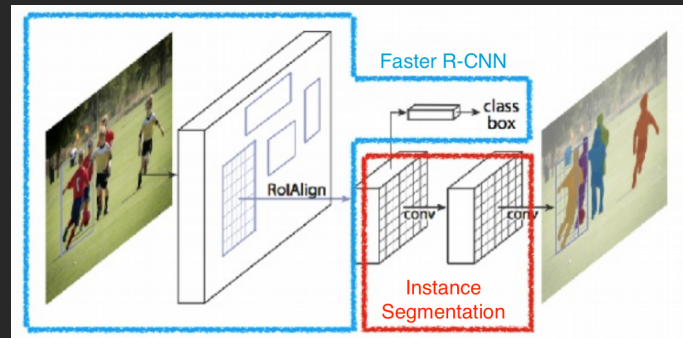 Faster R-CNN
class
box
RoIAlign
conv
conv
Instance
Segmentation